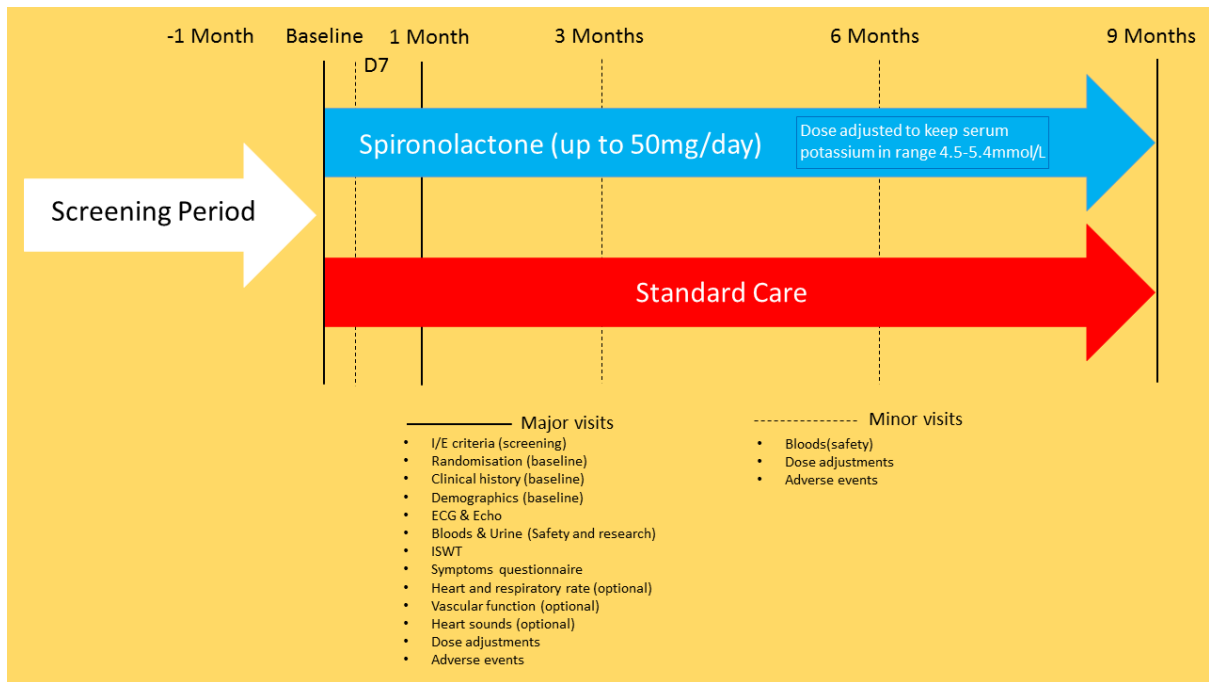 -1 Month Baseline 1 Month 3 Months 6 Months 9 Months
D7
Spironolactone (up to 50mg/day)
Dose adjusted to keep serum
potassium in range 4.5-5.4mmol/L
Screening Period
Standard Care
Major visits
• I/E criteria (screening)
• Randomisation (baseline)
• Clinical history (baseline)
• Demographics (baseline)
• ECG & Echo
• Bloods & Urine (Safety and research)
• ISWT
• Symptoms questionnaire
• Heart and respiratory rate (optional)
• Vascular function (optional)
• Heart sounds (optional)
• Dose adjustments
• Adverse events
Minor visits
• Bloods(safety)
• Dose adjustments
• Adverse events